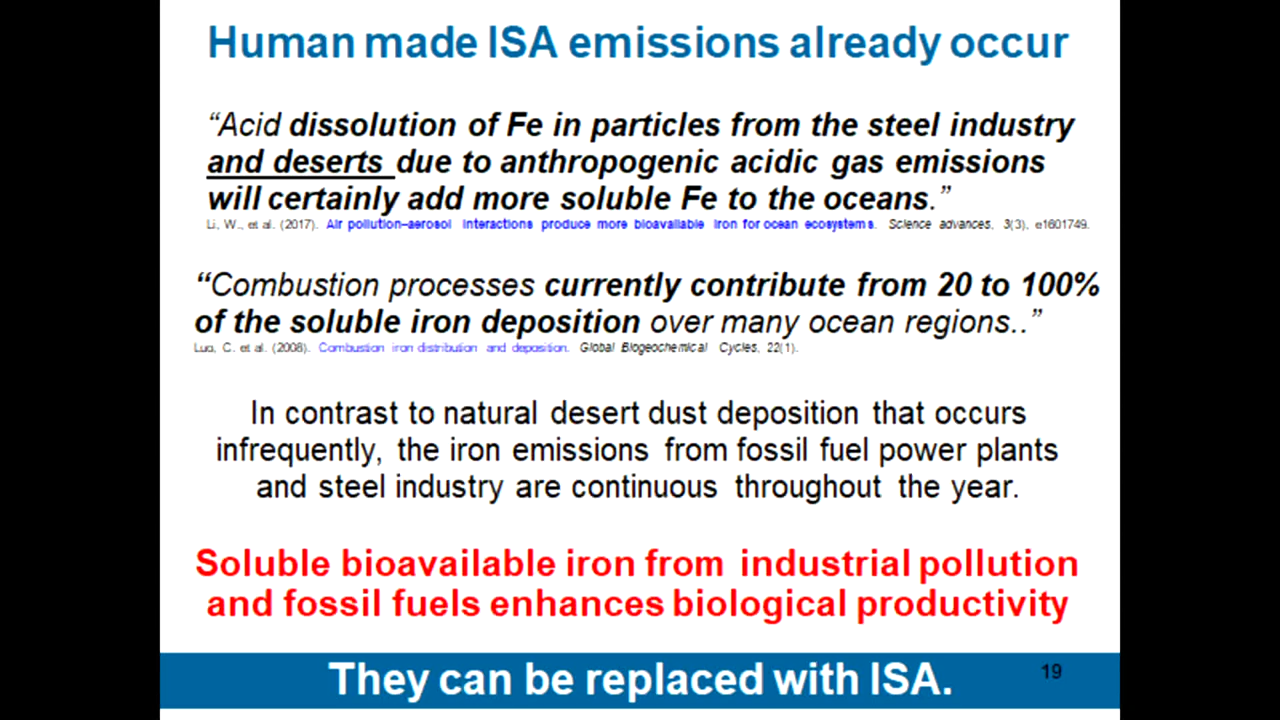 Human made ISA emissions already occur
“Acid dissolution of Fe in particles from the steel industry
and deserts due to anthropogenic acidic gas emissions
will certainly add more soluble Fe to the oceans.”
Li, W., et al. (2017). Air pollution–aerosol interactions produce more bioavailable iron for ocean ecosystems. Science advances, 3(3), e1601749.
“Combustion processes currently contribute from 20 to 100%
of the soluble iron deposition over many ocean regions..”
Luo, C. et al. (2008). Combustion iron distribution and deposition. Global Biogeochemical Cycles, 22(1).
In contrast to natural desert dust deposition that occurs
infrequently, the iron emissions from fossil fuel power plants
and steel industry are continuous throughout the year.
Soluble bioavailable iron from industrial pollution
and fossil fuels enhances biological productivity
They can be replaced with ISA.
19